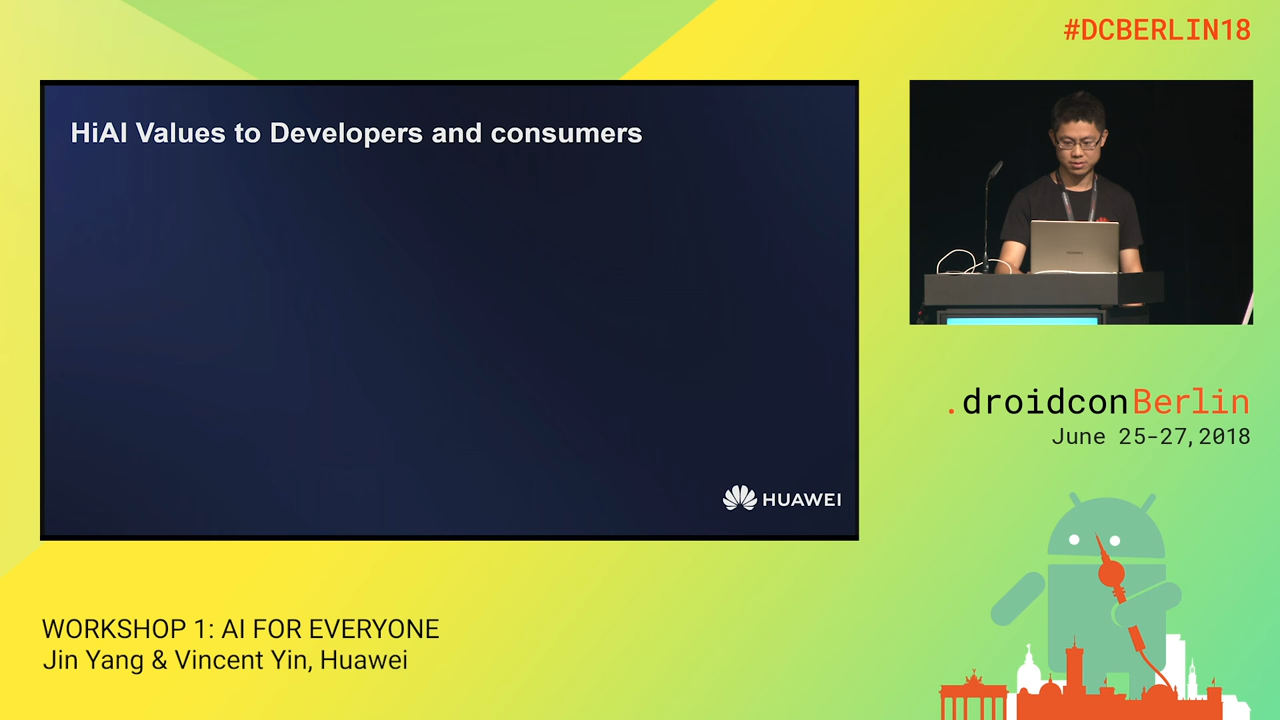 #DCBERLIN18
HiAI Values to Developers and consumers
HUAWEI
.droidconBerlin
June 25-27, 2018
WORKSHOP 1: AI FOR EVERYONE
Jin Yang & Vincent Yin, Huawei